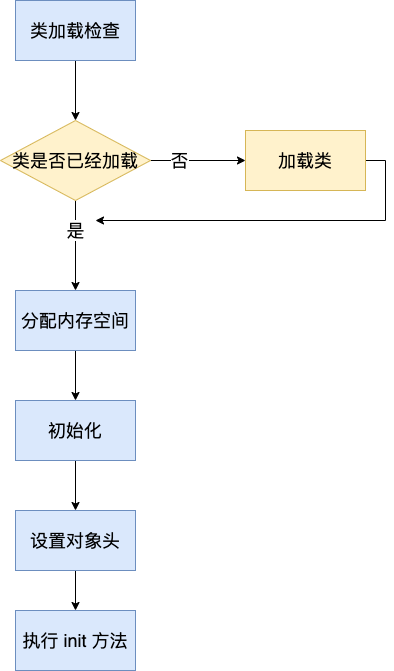 类加载检查
类是否已经加载
否
加载类
是
分配内存空间
初始化
设置对象头
执行 init 方法